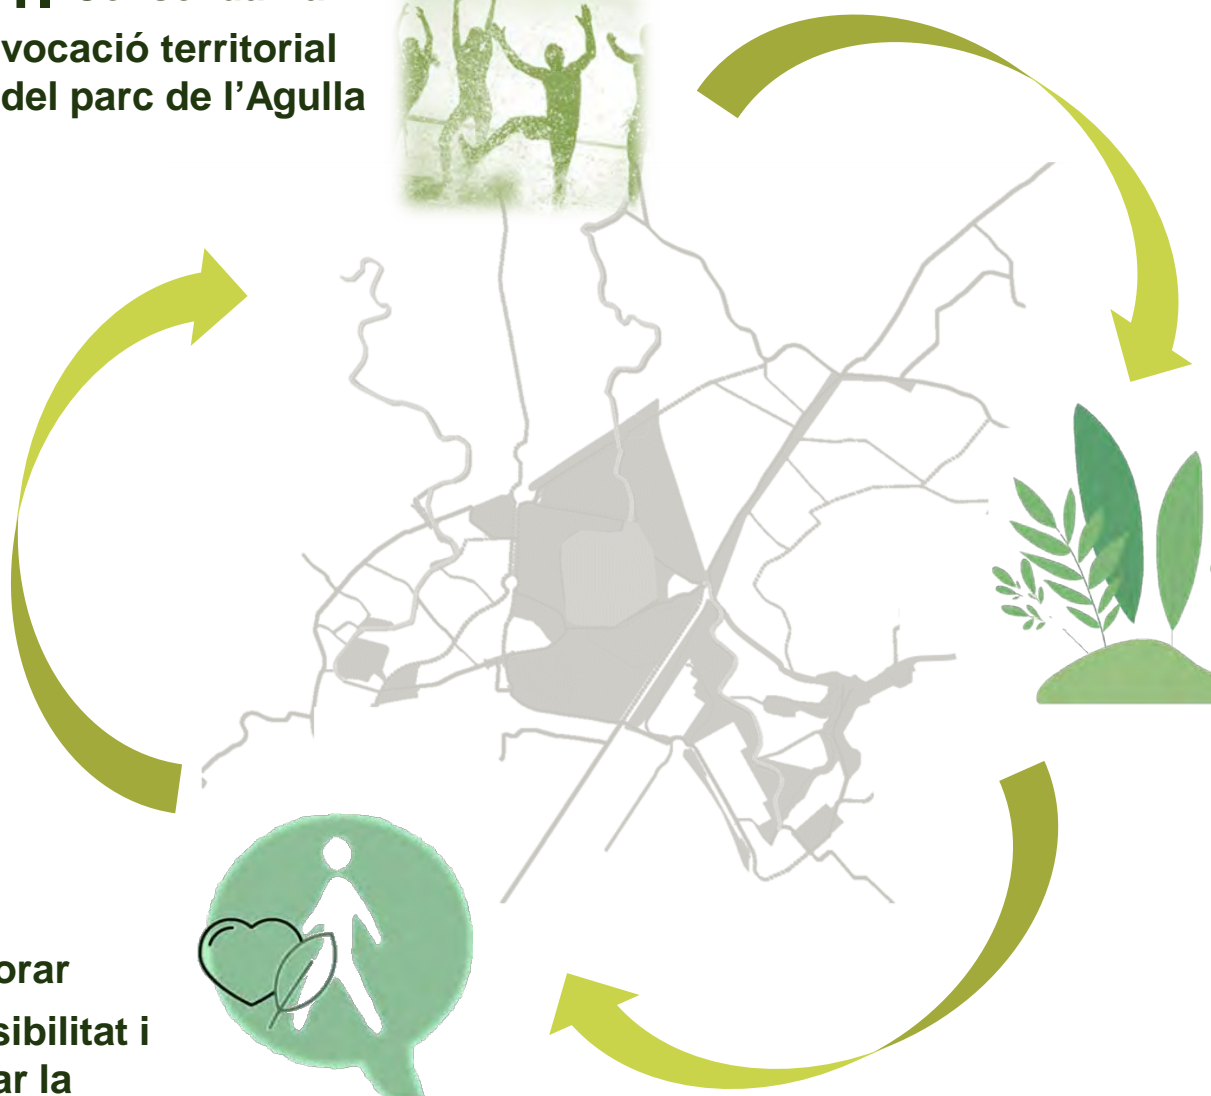 vocació territorial
del parc de l’Agulla
orar
sibilitat i
ar la